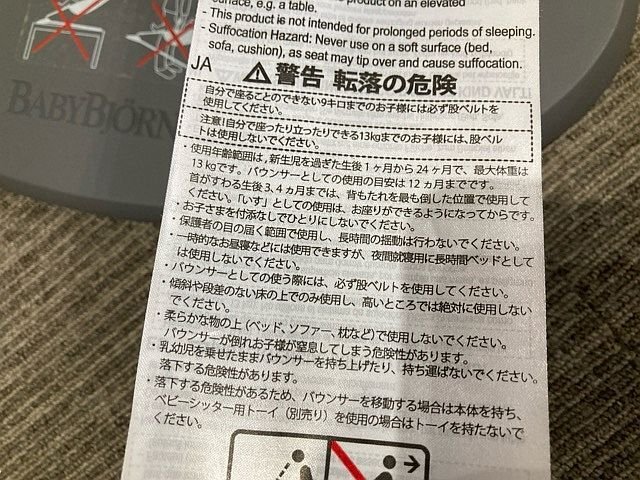 product on an elevated
surface, e.g. a table.
- This product is not intended for prolonged periods of sleeping.
- Suffocation Hazard: Never use on a soft surface (bed,
sofa, cushion), as seat may tip over and cause suffocation.
JA
警告 転落の危険
自分で座ることのできない9キロまでのお子様には必ず股ベルトを
使用してください。
注意！自分で座ったり立ったりできる13kgまでのお子様には、股ベル
トは使用しないでください。
・使用年齢範囲は，新生児を過ぎた生後1ヶ月から24ヶ月で、最大体重は
13kgです。バウンサーとしての使用の目安は12ヵ月までです。
首がすわる生後3、4ヵ月までは、背もたれを最も倒した位置で使用して
ください。「いす」としての使用は、お座りができるようになってからです。
・お子さまを付添なしでひとりにしないでください。
・保護者の目の届く範囲で使用し、長時間の揺動は行わないでください。
・一時的なお昼寝などには使用できますが、夜間就寝用に長時間ベッドとして
は使用しないでください。
・バウンサーとしての使う際には、必ず股ベルトを使用してください。
・傾斜や段差のない床の上でのみ使用し、高いところでは絶対に使用しない
でください。
・柔らかな物の上（ベッド、ソファー、枕など）で使用しないでください。
バウンサーが倒れお子様が窒息してしまう危険性があります。
・乳幼児を乗せたままバウンサーを持ち上げたり、持ち運ばないでください。
落下する危険性があります。
・落下する危険性があるため、バウンサーを移動する場合は本体を持ち、
ベビーシッター用トーイ（別売り）を使用の場合はトーイを持たないで
ください。
BABYBJÖRN